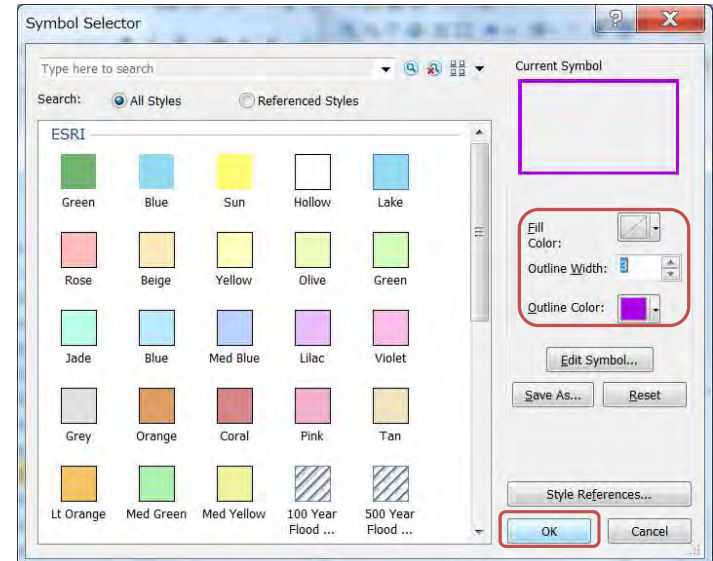 Symbol Selector
Type here to search
Search: All Styles Referenced Styles
ESRI
Green Blue Sun Hollow Lake
Rose Beige Yellow Olive Green
Jade Blue Med Blue Lilac Violet
Grey Orange Coral Pink Tan
Lt Orange Med Green Med Yellow 100 Year Flood ... 500 Year Flood ...
Current Symbol
Fill
Color:
Outline Width: 3
Outline Color:
Edit Symbol...
Save As... Reset
Style References...
OK Cancel